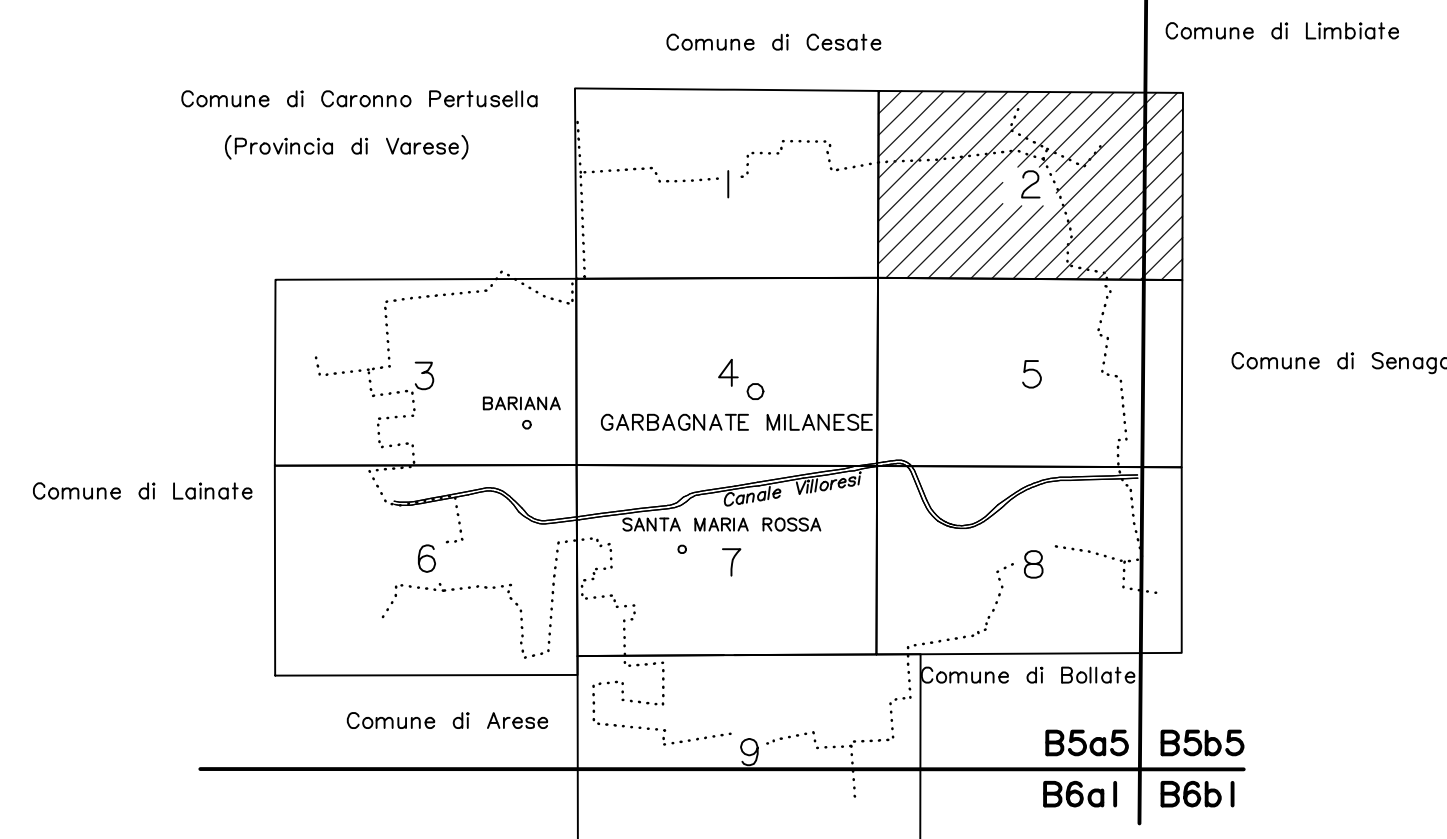 Comune di Limbiate
Comune di Cesate
Comune di Caronno Pertusella
(Provincia di Varese)
1
2
Comune di Senago
3
4
5
BARIANA
GARBAGNATE MILANESE
Comune di Lainate
Canale Villoresi
SANTA MARIA ROSSA
6
7
8
Comune di Bollate
Comune di Arese
9
B5a5
B5b5
B6a1
B6b1